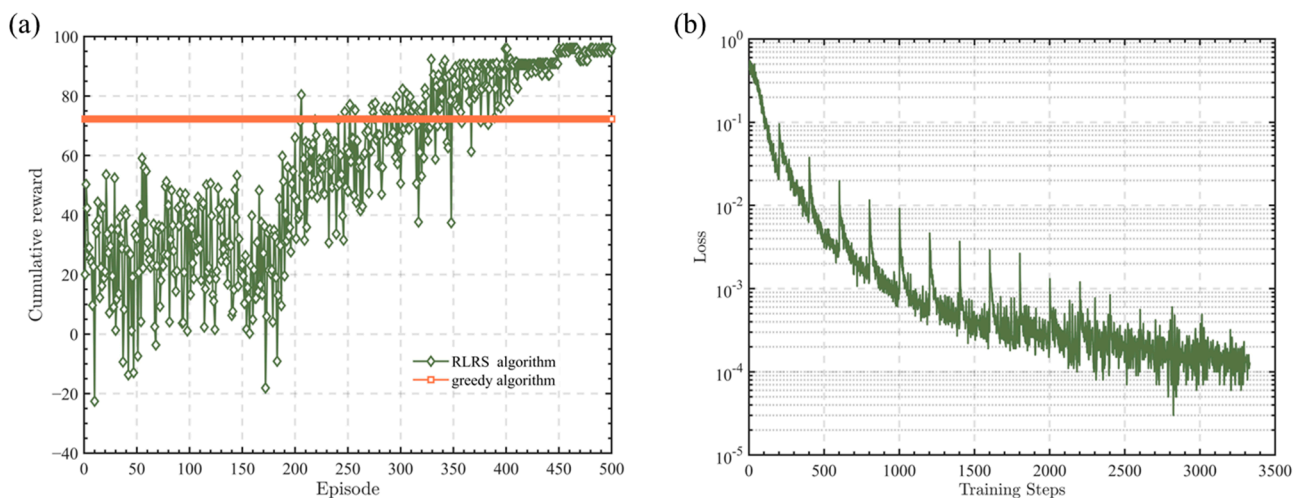 (a)
100
80
60
40
20
0
−20
−40
Cumulative reward
RLRS algorithm
greedy algorithm
0 50 100 150 200 250 300 350 400 450 500
Episode
(b)
10^0
10^-1
10^-2
10^-3
10^-4
10^-5
Loss
0 500 1000 1500 2000 2500 3000 3500
Training Steps